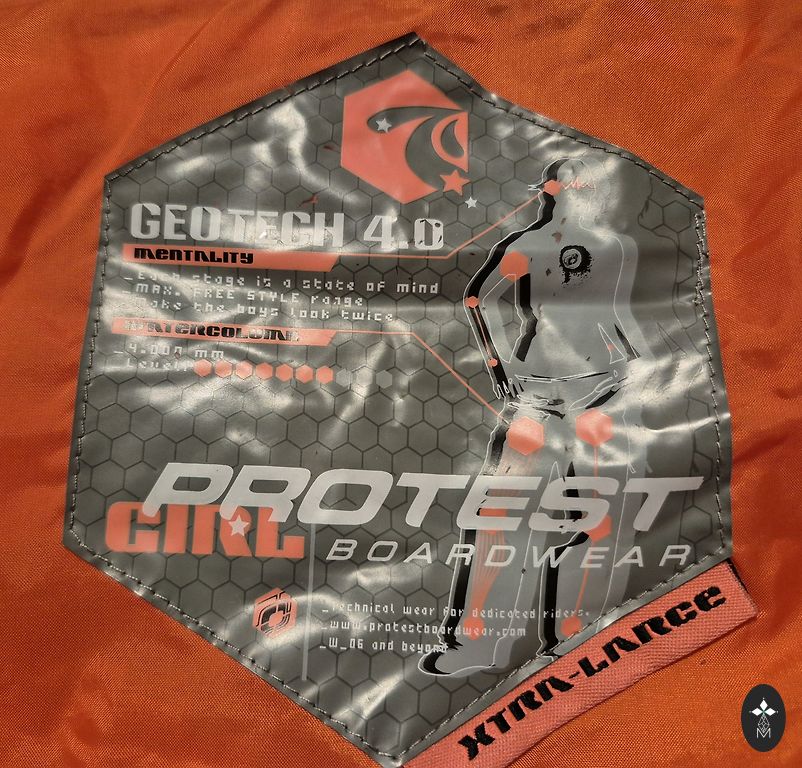 GEOTECH 4.0
MENTALITY
_Each stage is a state of mind
_MAX. FREE STYLE range
_make the boys look twice
WATERCOLUMN
_4.000 mm
Level:
PROTEST
GIRL
BOARDWEAR
_Technical wear for dedicated riders.
_www.protestboardwear.com
_W_06 and beyond
XTRA-LARGE
M